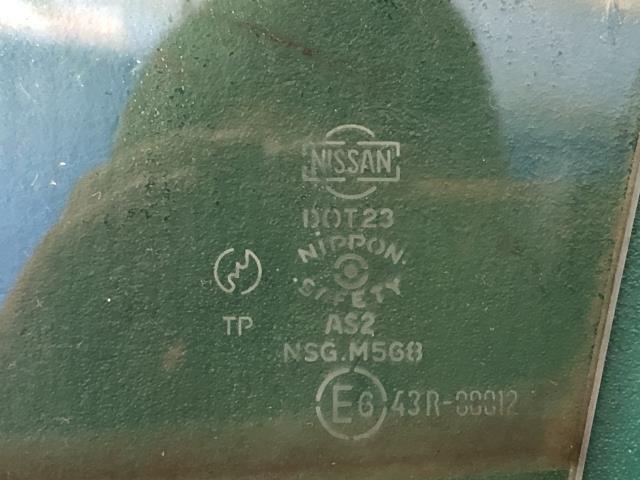 NISSAN
DOT23
NIPPON
SAFETY
TP
AS2
NSG.M568
E6 43R-00012